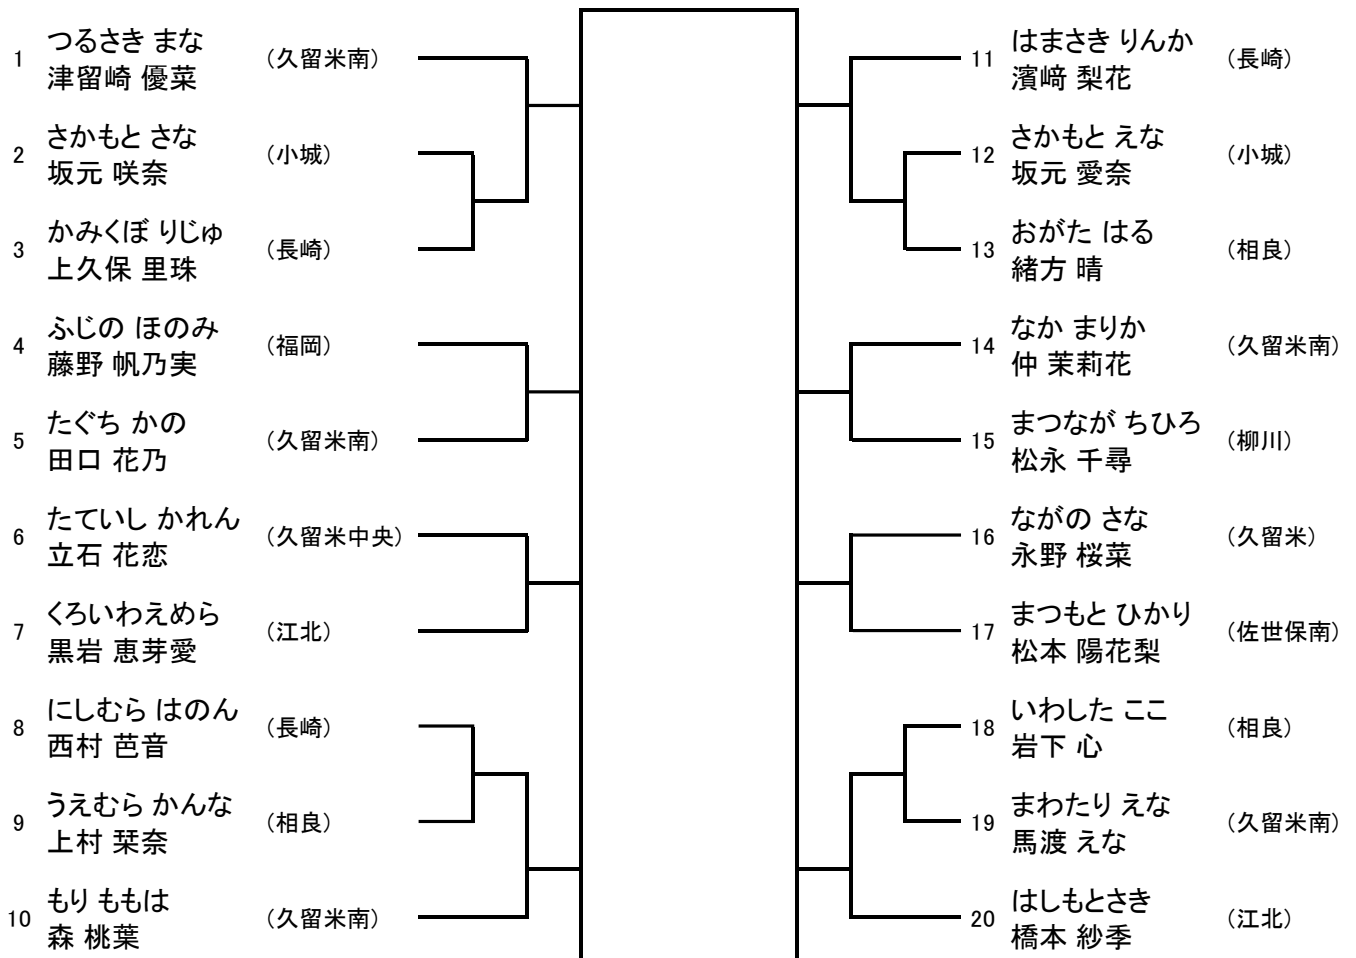 つるさき まな
1 津留崎 優菜 （久留米南）
さかもと さな
2 坂元 咲奈 （小城）
かみくぼ りじゅ
3 上久保 里珠 （長崎）
ふじの ほのみ
4 藤野 帆乃実 （福岡）
たぐち かの
5 田口 花乃 （久留米南）
たていし かれん
6 立石 花恋 （久留米中央）
くろいわえめら
7 黒岩 恵芽愛 （江北）
にしむら はのん
8 西村 芭音 （長崎）
うえむら かんな
9 上村 栞奈 （相良）
もり ももは
10 森 桃葉 （久留米南）
はまさき りんか
11 濱﨑 梨花 （長崎）
さかもと えな
12 坂元 愛奈 （小城）
おがた はる
13 緒方 晴 （相良）
なか まりか
14 仲 茉莉花 （久留米南）
まつなが ちひろ
15 松永 千尋 （柳川）
ながの さな
16 永野 桜菜 （久留米）
まつもと ひかり
17 松本 陽花梨 （佐世保南）
いわした ここ
18 岩下 心 （相良）
まわたり えな
19 馬渡 えな （久留米南）
はしもとさき
20 橋本 紗季 （江北）